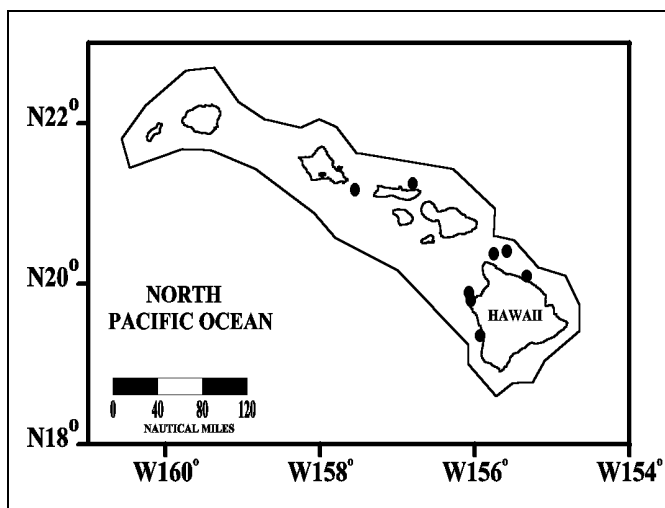 N22°
N20°
HAWAII
NORTH
PACIFIC OCEAN
0 40 80 120
NAUTICAL MILES
N18°
W160° W158° W156° W154°